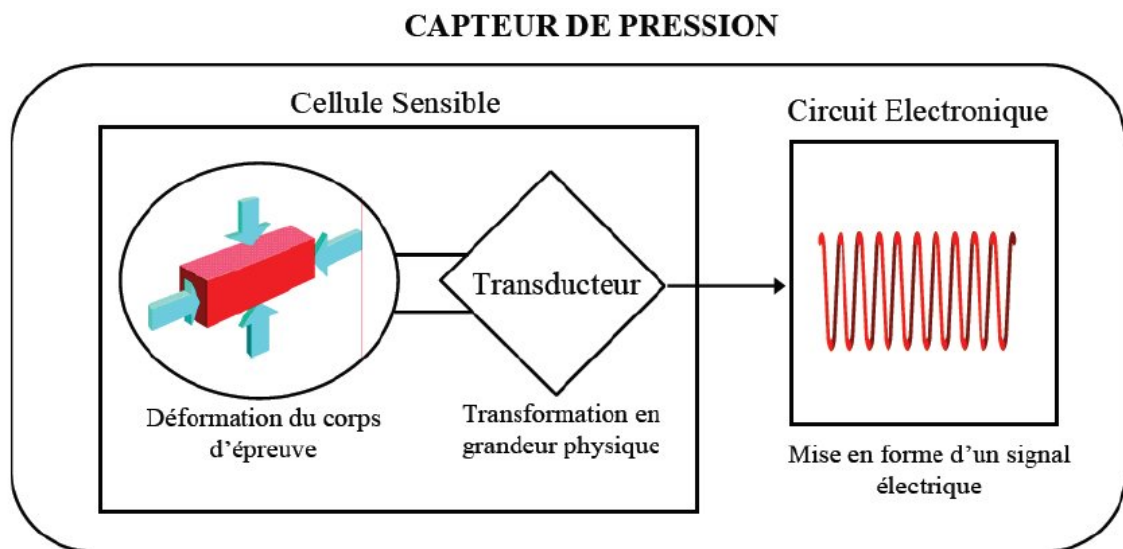 CAPTEUR DE PRESSION
Cellule Sensible
Circuit Electronique
Transducteur
Déformation du corps
d’épreuve
Transformation en
grandeur physique
Mise en forme d’un signal
électrique